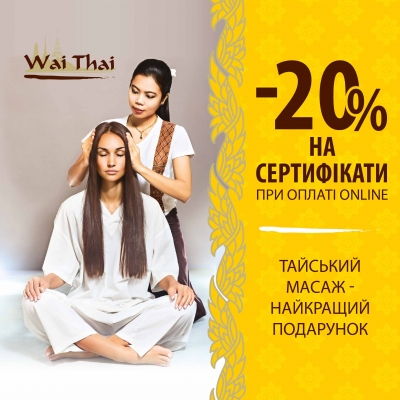 Wai Thai
-20%
НА
СЕРТИФІКАТИ
ПРИ ОПЛАТІ ONLINE
ТАЙСЬКИЙ
МАСАЖ -
НАЙКРАЩИЙ
ПОДАРУНОК